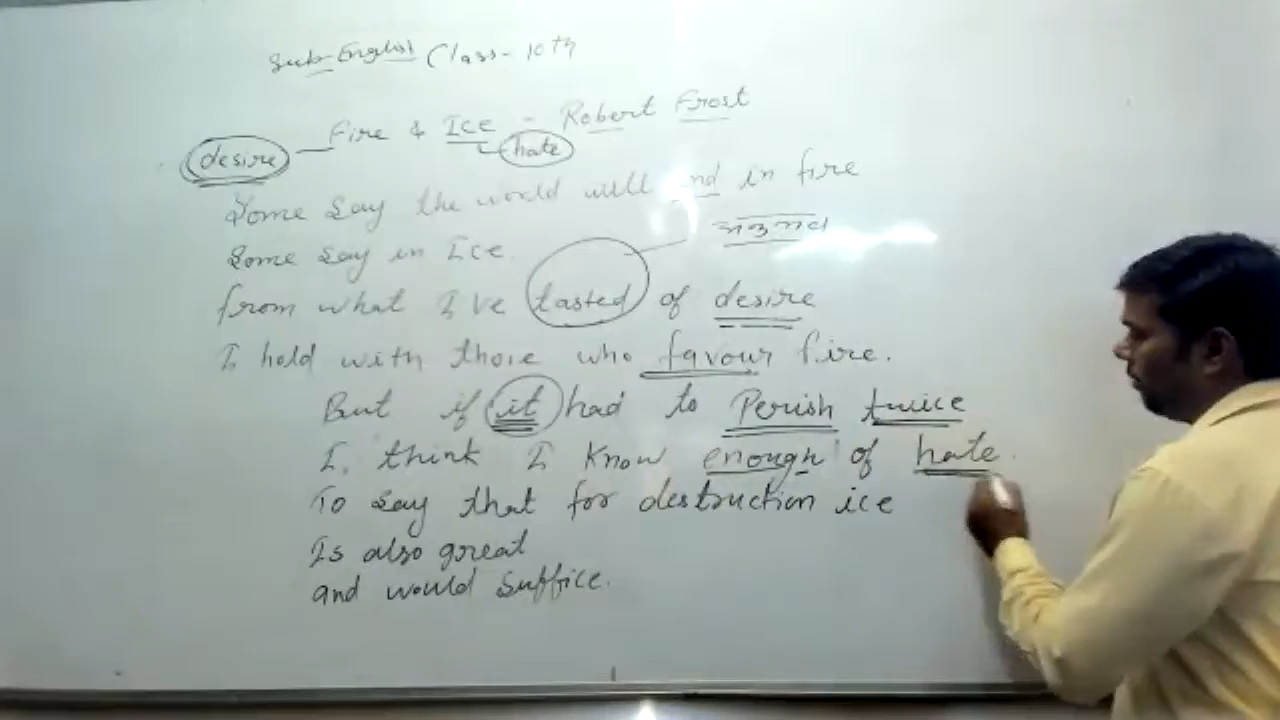 Sub-English Class-10th
Fire & Ice - Robert Frost
desire hate
Some say the world will end in fire
Some say in Ice.
from what I've tasted of desire
I hold with those who favour fire.
But if it had to Perish twice
I, think I Know enough of hate.
To say that for destruction ice
Is also great
and would suffice.